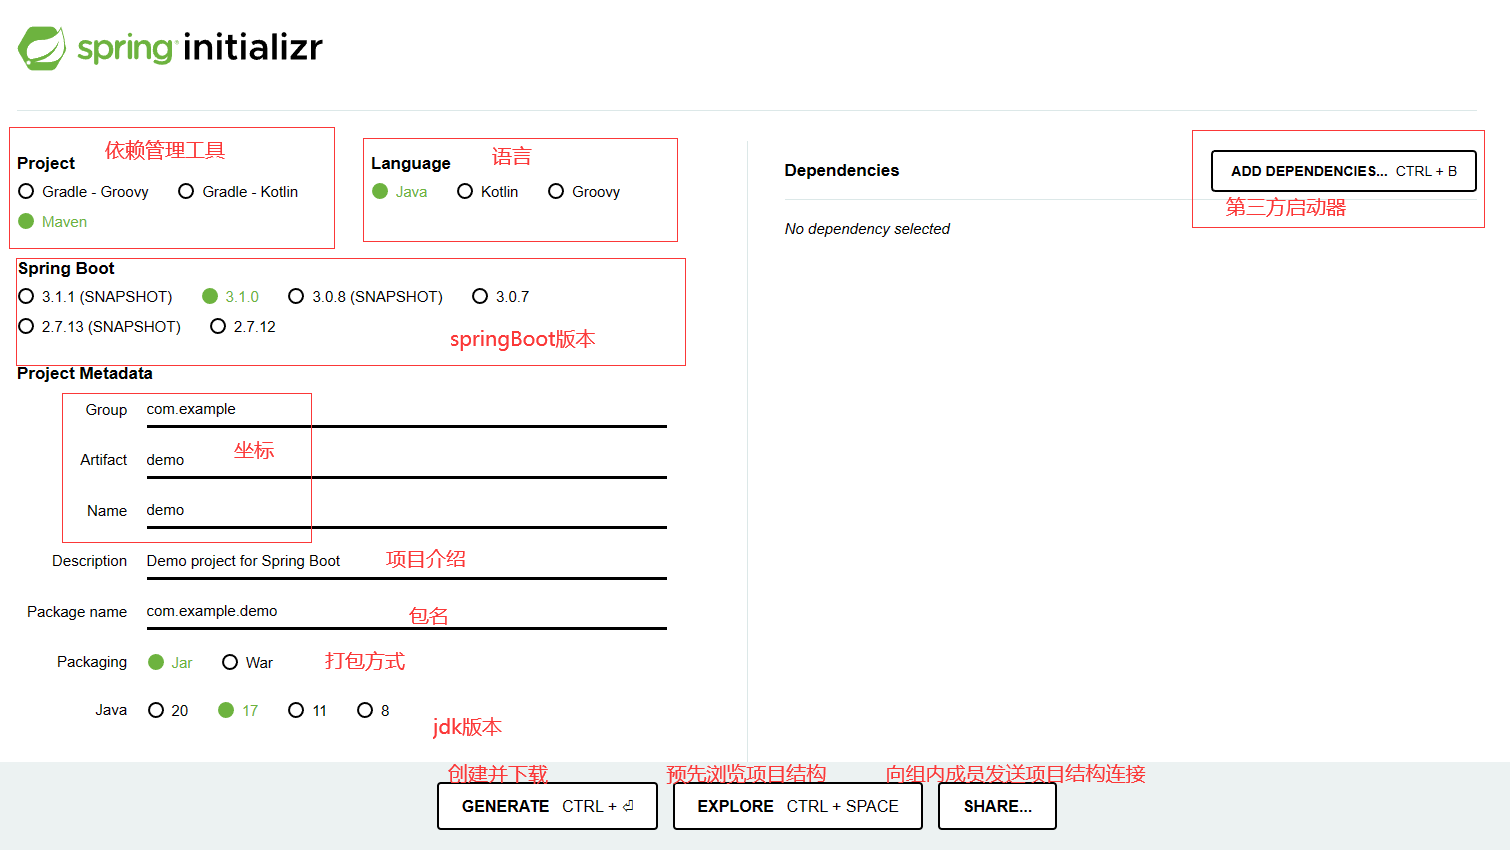 spring initializr
依赖管理工具
Project
Gradle - Groovy Gradle - Kotlin
Maven
语言
Language
Java Kotlin Groovy
Spring Boot
3.1.1 (SNAPSHOT) 3.1.0 3.0.8 (SNAPSHOT) 3.0.7
2.7.13 (SNAPSHOT) 2.7.12
springBoot版本
Project Metadata
Group com.example
坐标
Artifact demo
Name demo
Description Demo project for Spring Boot 项目介绍
Package name com.example.demo 包名
Packaging Jar War 打包方式
Java 20 17 11 8
jdk版本
Dependencies
ADD DEPENDENCIES... CTRL + B
第三方启动器
No dependency selected
创建并下载 预先浏览项目结构 向组内成员发送项目结构连接
GENERATE CTRL + ⏎ EXPLORE CTRL + SPACE SHARE...